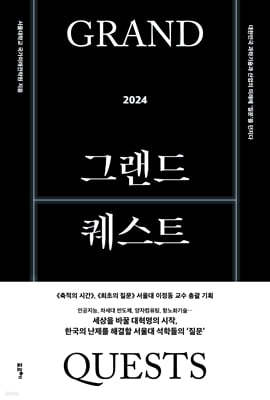 GRAND
서울대학교 국가미래전략원 지음
대한민국 과학기술과 산업의 미래에 '질문'을 던지다
2024
그랜드
퀘스트
《축적의 시간》, 《최초의 질문》 서울대 이정동 교수 총괄 기획
인공지능, 차세대 반도체, 양자컴퓨팅, 항노화기술…
세상을 바꿀 대혁명의 시작,
한국의 난제를 해결할 서울대 석학들의 '질문'
QUESTS